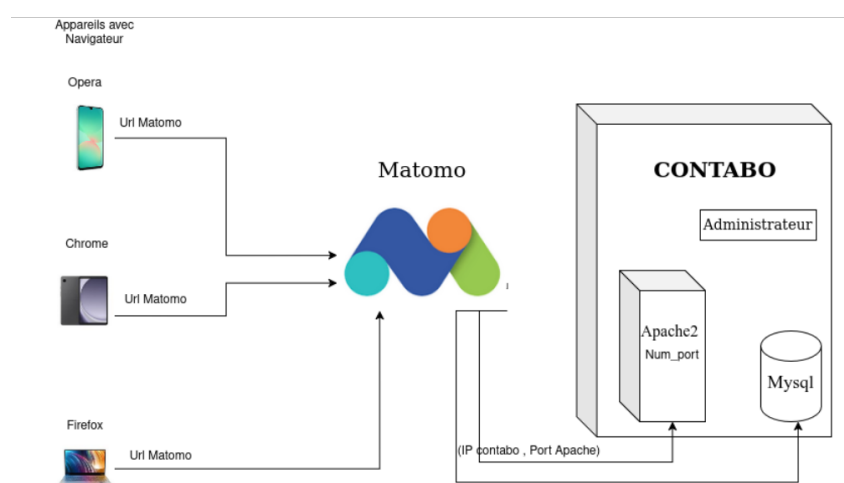 Appareils avec
Navigateur
Opera
Url Matomo
Matomo
CONTABO
Administrateur
Chrome
Url Matomo
Apache2
Num_port
Mysql
Firefox
Url Matomo
(IP contabo , Port Apache)